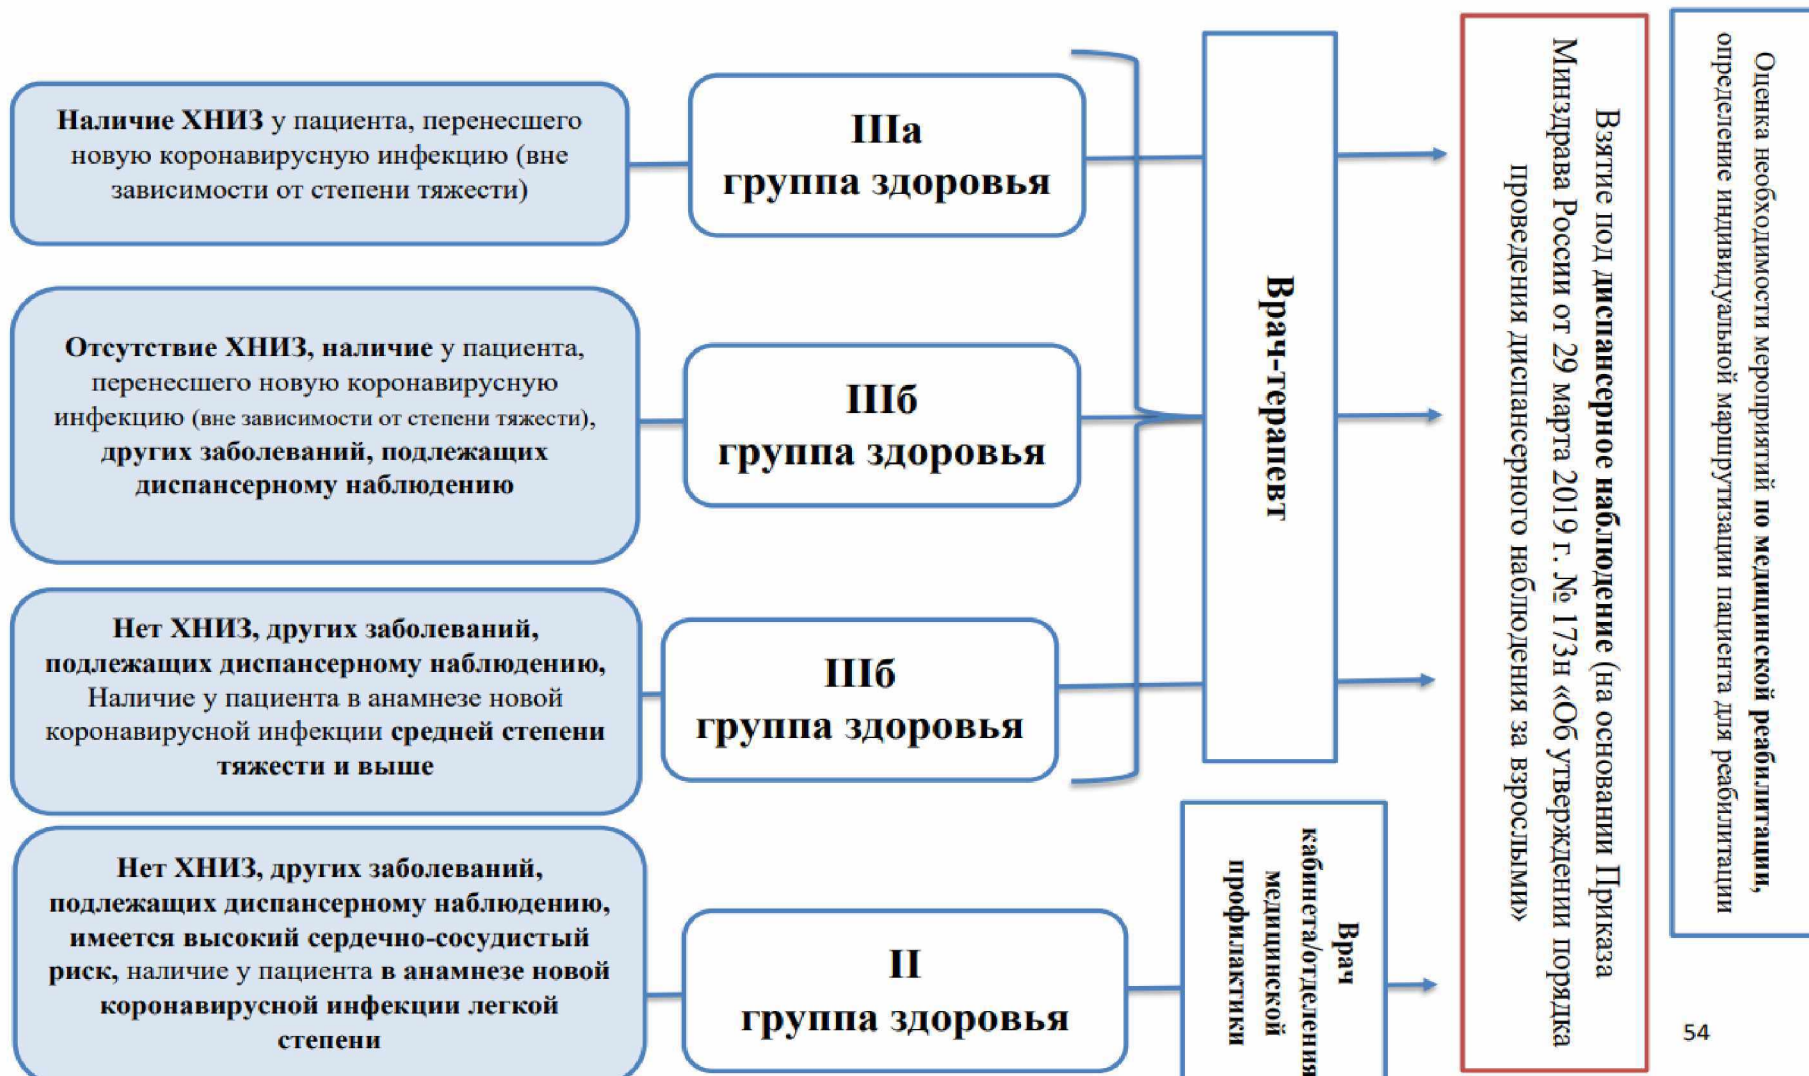 Наличие ХНИЗ у пациента, перенесшего
новую коронавирусную инфекцию (вне
зависимости от степени тяжести)
IIIа
группа здоровья
Отсутствие ХНИЗ, наличие у пациента,
перенесшего новую коронавирусную
инфекцию (вне зависимости от степени тяжести),
других заболеваний, подлежащих
диспансерному наблюдению
IIIб
группа здоровья
Нет ХНИЗ, других заболеваний,
подлежащих диспансерному наблюдению,
Наличие у пациента в анамнезе новой
коронавирусной инфекции средней степени
тяжести и выше
IIIб
группа здоровья
Нет ХНИЗ, других заболеваний,
подлежащих диспансерному наблюдению,
имеется высокий сердечно-сосудистый
риск, наличие у пациента в анамнезе новой
коронавирусной инфекции легкой
степени
II
группа здоровья
Врач-терапевт
Врач
кабинета/отделения
медицинской
профилактики
Взятие под диспансерное наблюдение (на основании Приказа
Минздрава России от 29 марта 2019 г. № 173н «Об утверждении порядка
проведения диспансерного наблюдения за взрослыми»
Оценка необходимости мероприятий по медицинской реабилитации,
определение индивидуальной маршрутизации пациента для реабилитации
54